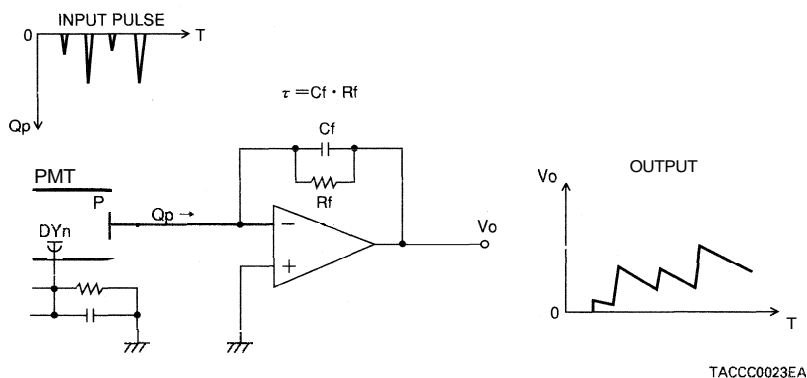 INPUT PULSE
0
T
Qp
τ=Cf・Rf
Cf
Rf
PMT
P
Qp →
DYn
−
+
Vo
OUTPUT
Vo
0
T
TACCC0023EA